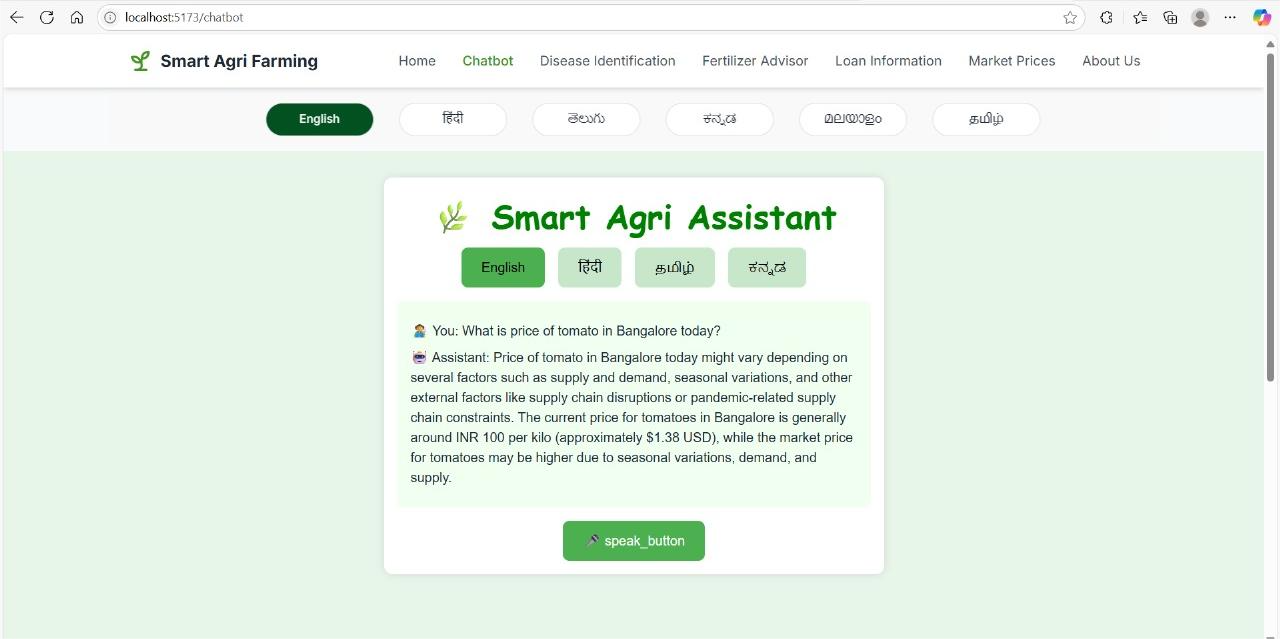 localhost:5173/chatbot
Smart Agri Farming
Home Chatbot Disease Identification Fertilizer Advisor Loan Information Market Prices About Us
English हिंदी తెలుగు ಕನ್ನಡ മലയാളം தமிழ்
Smart Agri Assistant
English हिंदी தமிழ் ಕನ್ನಡ
You: What is price of tomato in Bangalore today?
Assistant: Price of tomato in Bangalore today might vary depending on
several factors such as supply and demand, seasonal variations, and other
external factors like supply chain disruptions or pandemic-related supply
chain constraints. The current price for tomatoes in Bangalore is generally
around INR 100 per kilo (approximately $1.38 USD), while the market price
for tomatoes may be higher due to seasonal variations, demand, and
supply.
speak_button